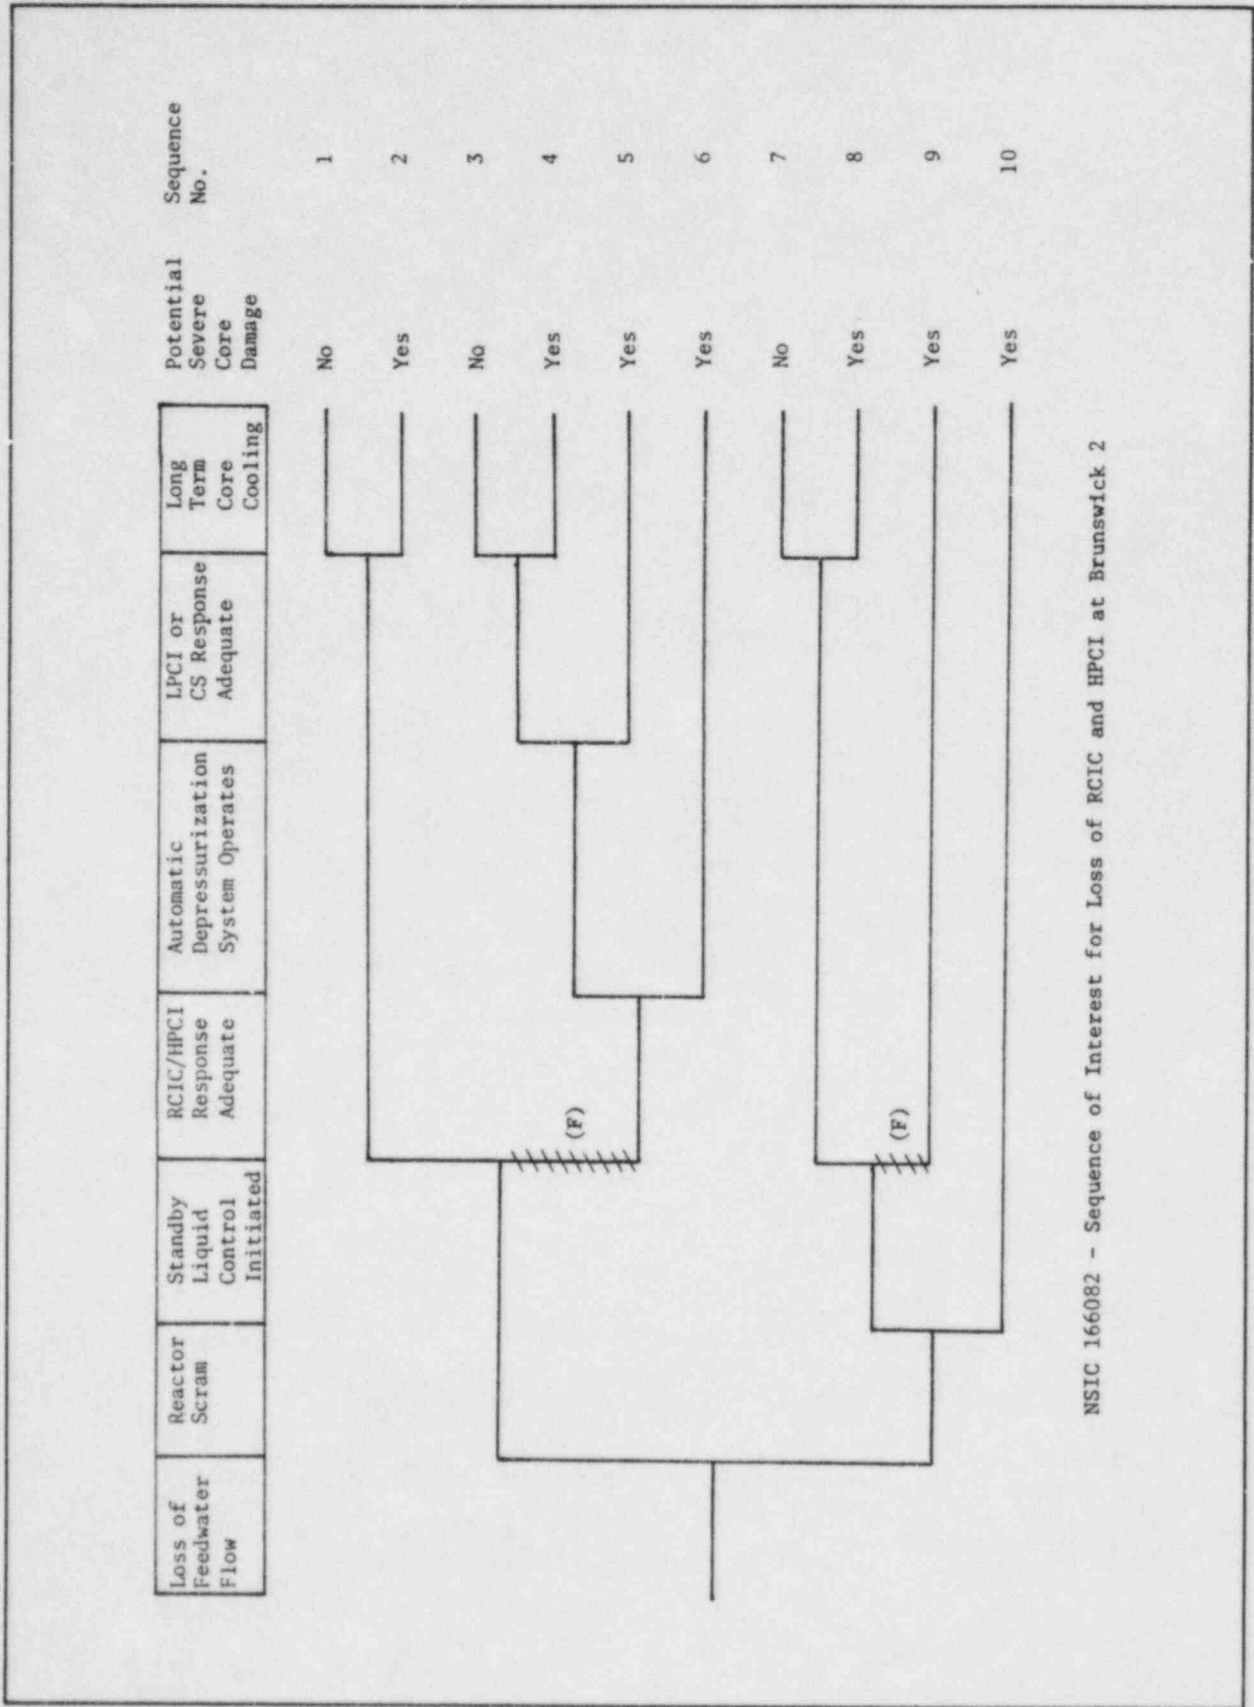 Loss of
Feedwater
Flow
Reactor
Scram
Standby
Liquid
Control
Initiated
RCIC/HPCI
Response
Adequate
Automatic
Depressurization
System Operates
LPCI or
CS Response
Adequate
Long
Term
Core
Cooling
Potential
Severe
Core
Damage
Sequence
No.
No 1
Yes 2
No 3
Yes 4
Yes 5
Yes 6
No 7
Yes 8
Yes 9
Yes 10
(F)
(F)
NSIC 166082 - Sequence of Interest for Loss of RCIC and HPCI at Brunswick 2